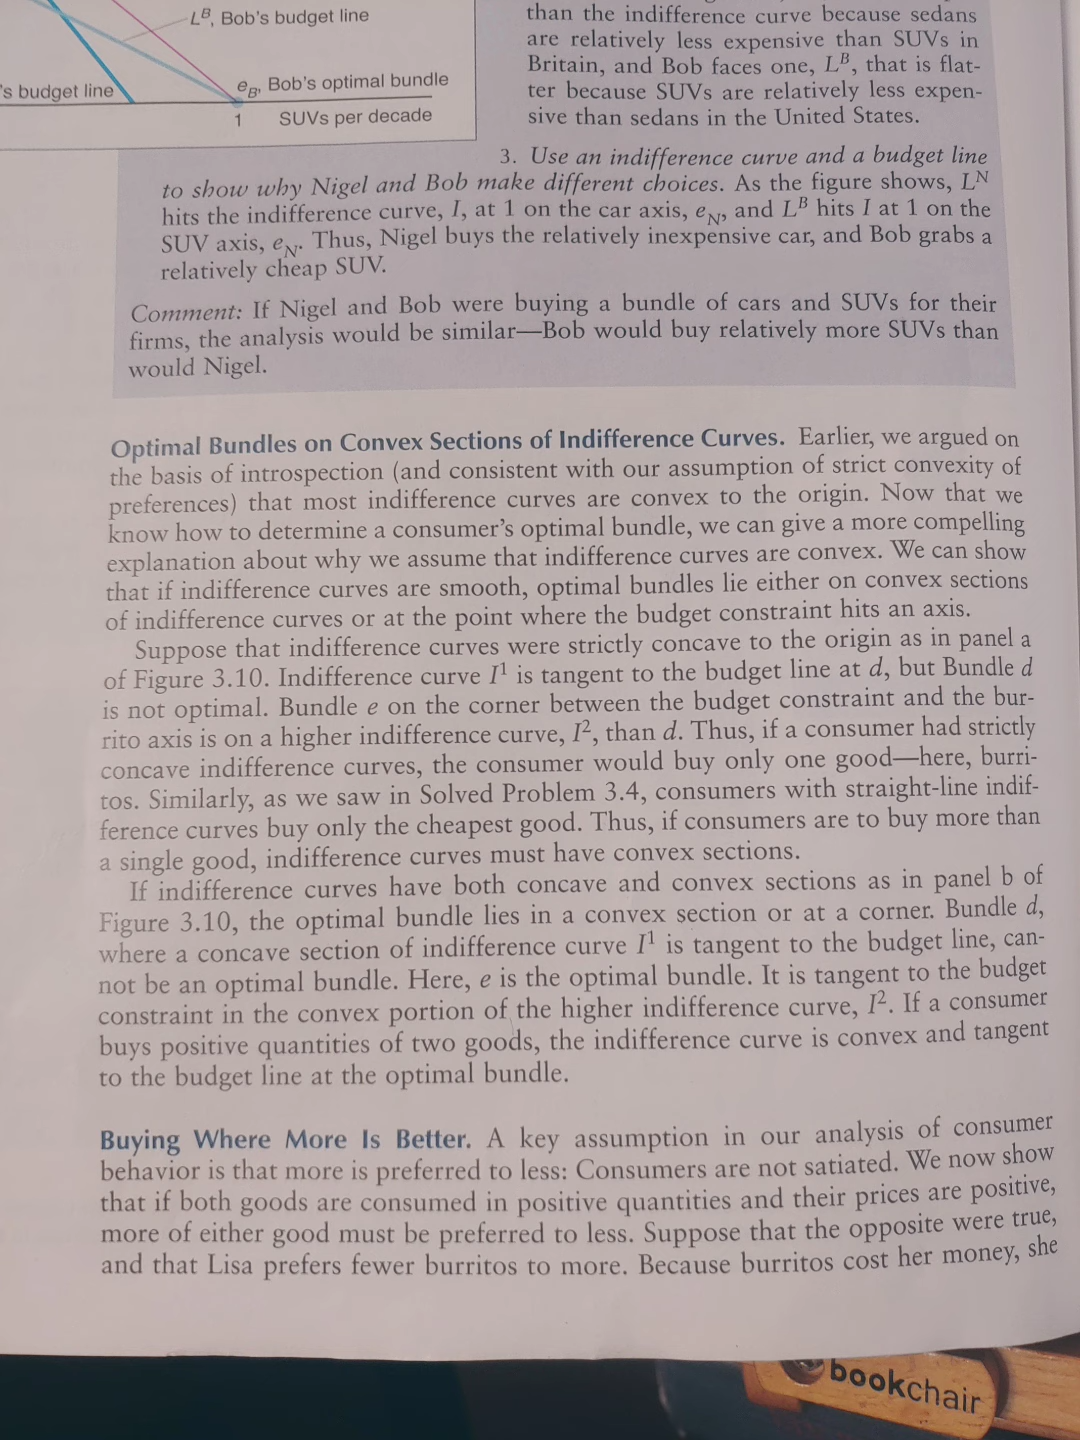 L^B, Bob's budget line
's budget line
e_B, Bob's optimal bundle
1 SUVs per decade
than the indifference curve because sedans
are relatively less expensive than SUVs in
Britain, and Bob faces one, L^B, that is flat-
ter because SUVs are relatively less expen-
sive than sedans in the United States.
3. Use an indifference curve and a budget line
to show why Nigel and Bob make different choices. As the figure shows, L^N
hits the indifference curve, I, at 1 on the car axis, e_N, and L^B hits I at 1 on the
SUV axis, e_N. Thus, Nigel buys the relatively inexpensive car, and Bob grabs a
relatively cheap SUV.
Comment: If Nigel and Bob were buying a bundle of cars and SUVs for their
firms, the analysis would be similar—Bob would buy relatively more SUVs than
would Nigel.
Optimal Bundles on Convex Sections of Indifference Curves. Earlier, we argued on
the basis of introspection (and consistent with our assumption of strict convexity of
preferences) that most indifference curves are convex to the origin. Now that we
know how to determine a consumer's optimal bundle, we can give a more compelling
explanation about why we assume that indifference curves are convex. We can show
that if indifference curves are smooth, optimal bundles lie either on convex sections
of indifference curves or at the point where the budget constraint hits an axis.
Suppose that indifference curves were strictly concave to the origin as in panel a
of Figure 3.10. Indifference curve I¹ is tangent to the budget line at d, but Bundle d
is not optimal. Bundle e on the corner between the budget constraint and the bur-
rito axis is on a higher indifference curve, I², than d. Thus, if a consumer had strictly
concave indifference curves, the consumer would buy only one good—here, burri-
tos. Similarly, as we saw in Solved Problem 3.4, consumers with straight-line indif-
ference curves buy only the cheapest good. Thus, if consumers are to buy more than
a single good, indifference curves must have convex sections.
If indifference curves have both concave and convex sections as in panel b of
Figure 3.10, the optimal bundle lies in a convex section or at a corner. Bundle d,
where a concave section of indifference curve I¹ is tangent to the budget line, can-
not be an optimal bundle. Here, e is the optimal bundle. It is tangent to the budget
constraint in the convex portion of the higher indifference curve, I². If a consumer
buys positive quantities of two goods, the indifference curve is convex and tangent
to the budget line at the optimal bundle.
Buying Where More Is Better. A key assumption in our analysis of consumer
behavior is that more is preferred to less: Consumers are not satiated. We now show
that if both goods are consumed in positive quantities and their prices are positive,
more of either good must be preferred to less. Suppose that the opposite were true,
and that Lisa prefers fewer burritos to more. Because burritos cost her money, she
bookchair